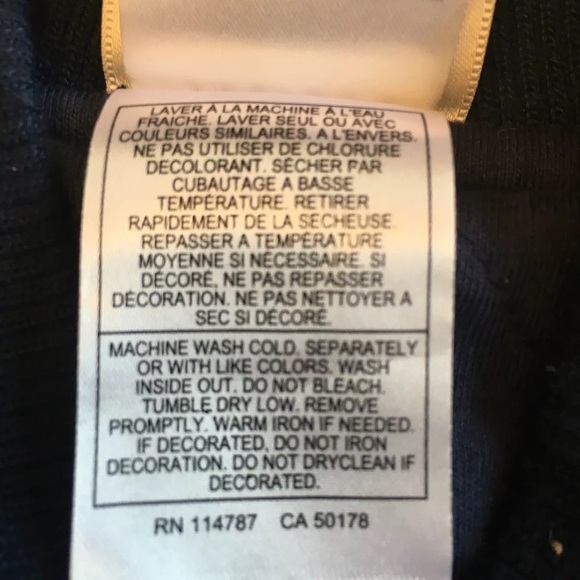 LAVER À LA MACHINE À L'EAU
FRAICHE. LAVER SEUL OU AVEC
COULEURS SIMILAIRES. A L'ENVERS.
NE PAS UTILISER DE CHLORURE
DECOLORANT. SÉCHER PAR
CUBAUTAGE A BASSE
TEMPÉRATURE. RETIRER
RAPIDEMENT DE LA SECHEUSE.
REPASSER A TEMPÉRATURE
MOYENNE SI NÉCESSAIRE. SI
DÉCORÉ, NE PAS REPASSER
DÉCORATION. NE PAS NETTOYER A
SEC SI DÉCORÉ.
MACHINE WASH COLD, SEPARATELY
OR WITH LIKE COLORS. WASH
INSIDE OUT. DO NOT BLEACH.
TUMBLE DRY LOW. REMOVE
PROMPTLY. WARM IRON IF NEEDED.
IF DECORATED, DO NOT IRON
DECORATION. DO NOT DRYCLEAN IF
DECORATED.
RN 114787 CA 50178